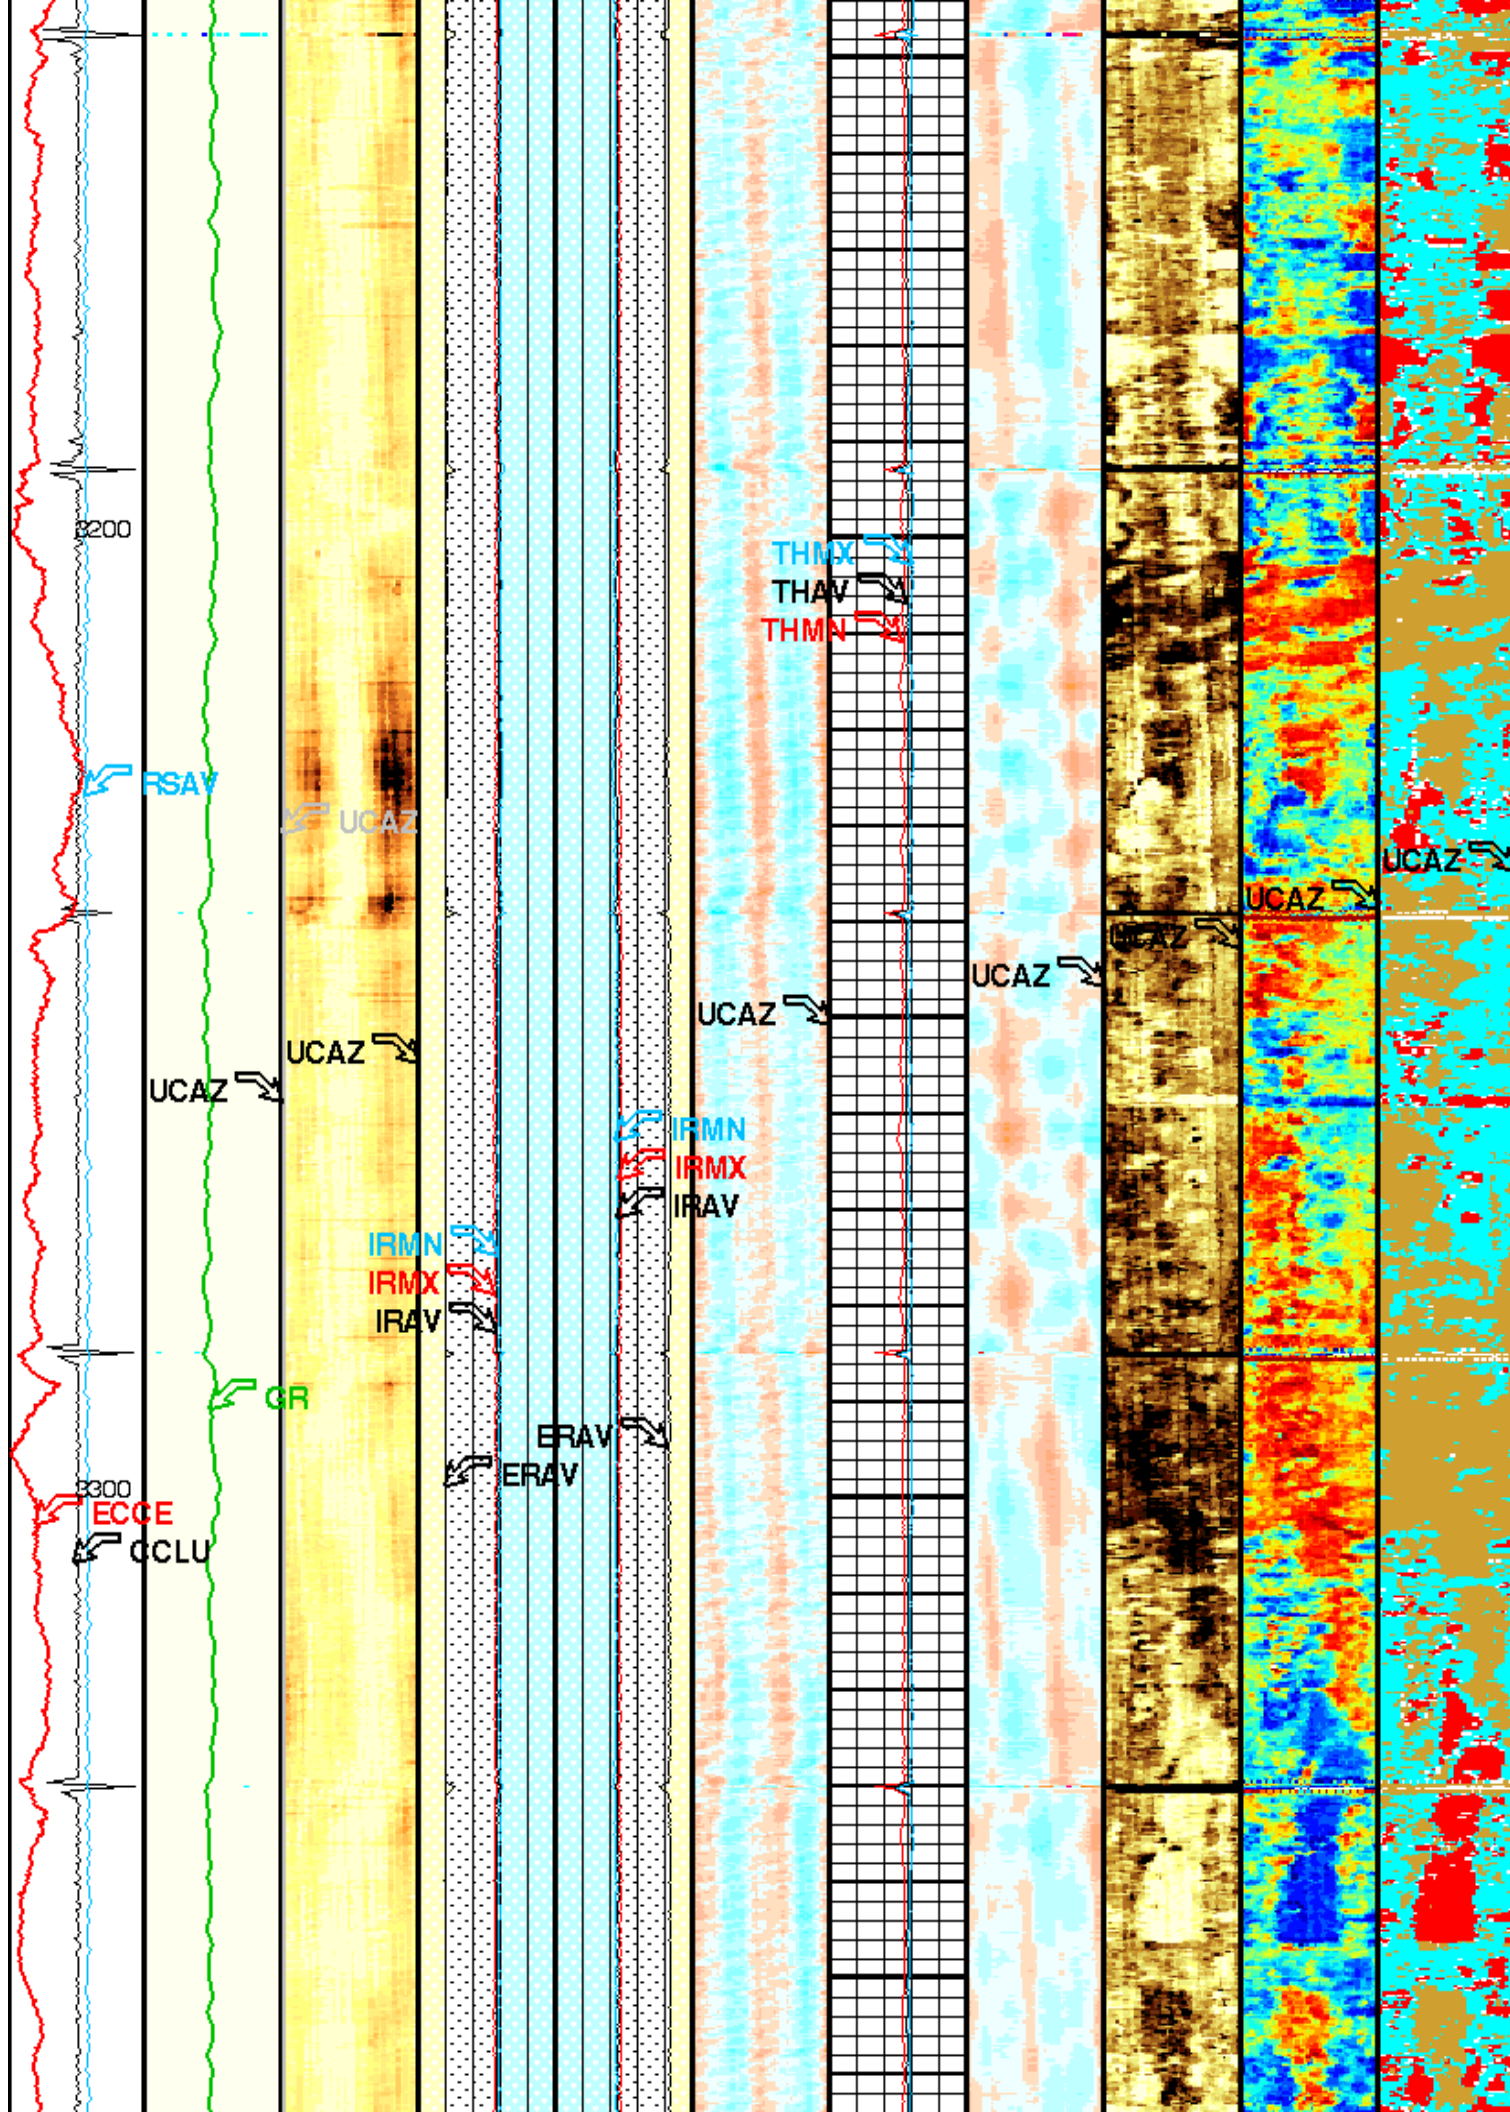 3200
THMX
THAV
THMN
RSAV
UCAZ
UCAZ
UCAZ
UCAZ
UCAZ
UCAZ
UCAZ
UCAZ
IRMN
IRMX
IRAV
IRMN
IRMX
IRAV
GR
ERAV
ERAV
3300
ECCE
CCLU